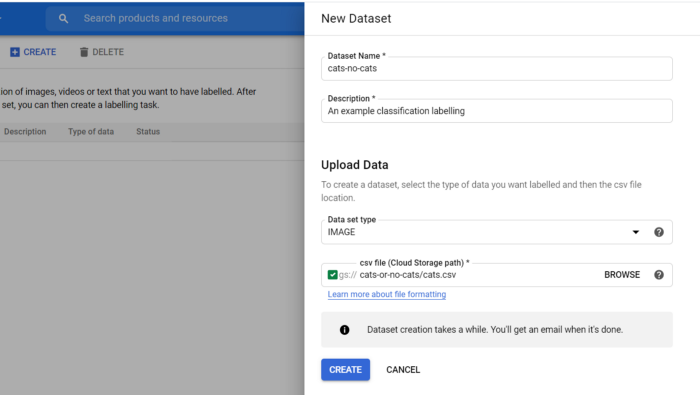 Search products and resources
CREATE DELETE
ion of images, videos or text that you want to have labelled. After
set, you can then create a labelling task.
Description Type of data Status
New Dataset
Dataset Name *
cats-no-cats
Description *
An example classification labelling
Upload Data
To create a dataset, select the type of data you want labelled and then the csv file
location.
Data set type
IMAGE
csv file (Cloud Storage path) *
gs:// cats-or-no-cats/cats.csv BROWSE
Learn more about file formatting
Dataset creation takes a while. You'll get an email when it's done.
CREATE CANCEL